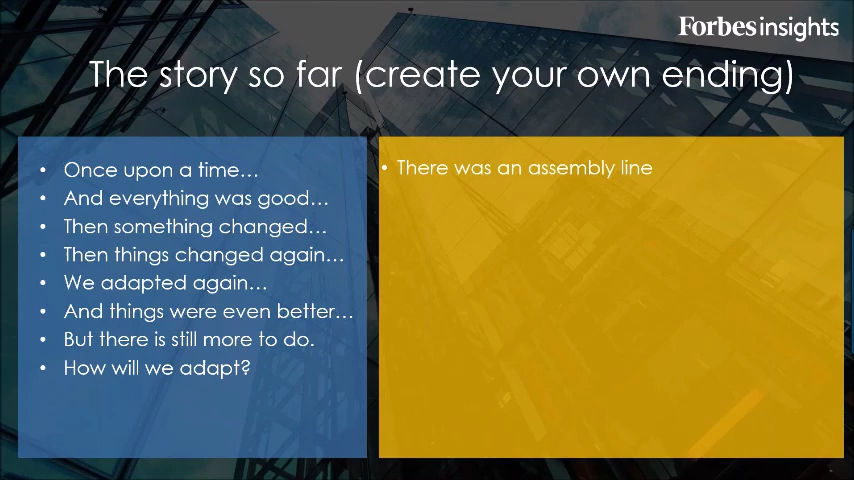 Forbes insights
The story so far (create your own ending)
• Once upon a time…
• And everything was good…
• Then something changed…
• Then things changed again…
• We adapted again…
• And things were even better…
• But there is still more to do.
• How will we adapt?
• There was an assembly line